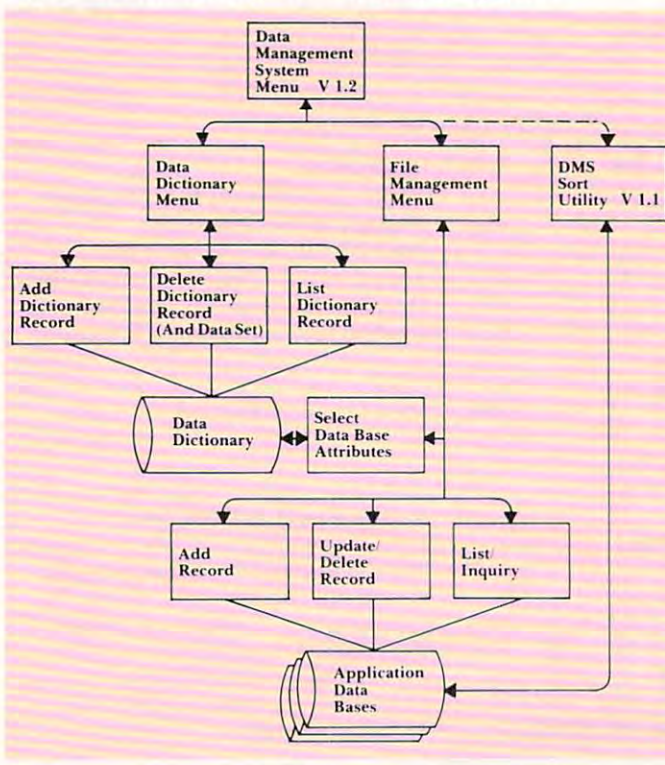 Data
Management
System
Menu V 1.2
Data
Dictionary
Menu
File
Management
Menu
DMS
Sort
Utility V 1.1
Add
Dictionary
Record
Delete
Dictionary
Record
(And Data Set)
List
Dictionary
Record
Data
Dictionary
Select
Data Base
Attributes
Add
Record
Update/
Delete
Record
List/
Inquiry
Application
Data
Bases